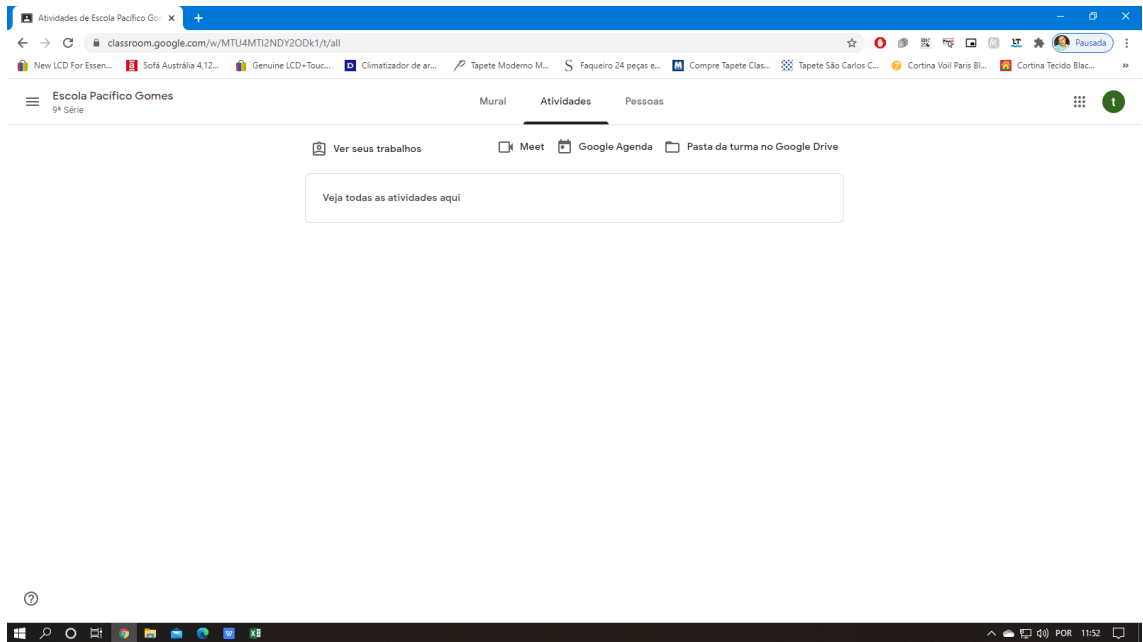 Atividades de Escola Pacífico Gom
classroom.google.com/w/MTU4MTI2NDY2ODk1/t/all
Pausada
New LCD For Essen...
Sofá Austrália 4,12...
Genuine LCD+Touc...
Climatizador de ar...
Tapete Moderno M...
Faqueiro 24 peças e...
Compre Tapete Clas...
Tapete São Carlos C...
Cortina Voil Paris Bl...
Cortina Tecido Blac...
Escola Pacífico Gomes
9ª Série
Mural
Atividades
Pessoas
t
Ver seus trabalhos
Meet
Google Agenda
Pasta da turma no Google Drive
Veja todas as atividades aqui
POR
11:52